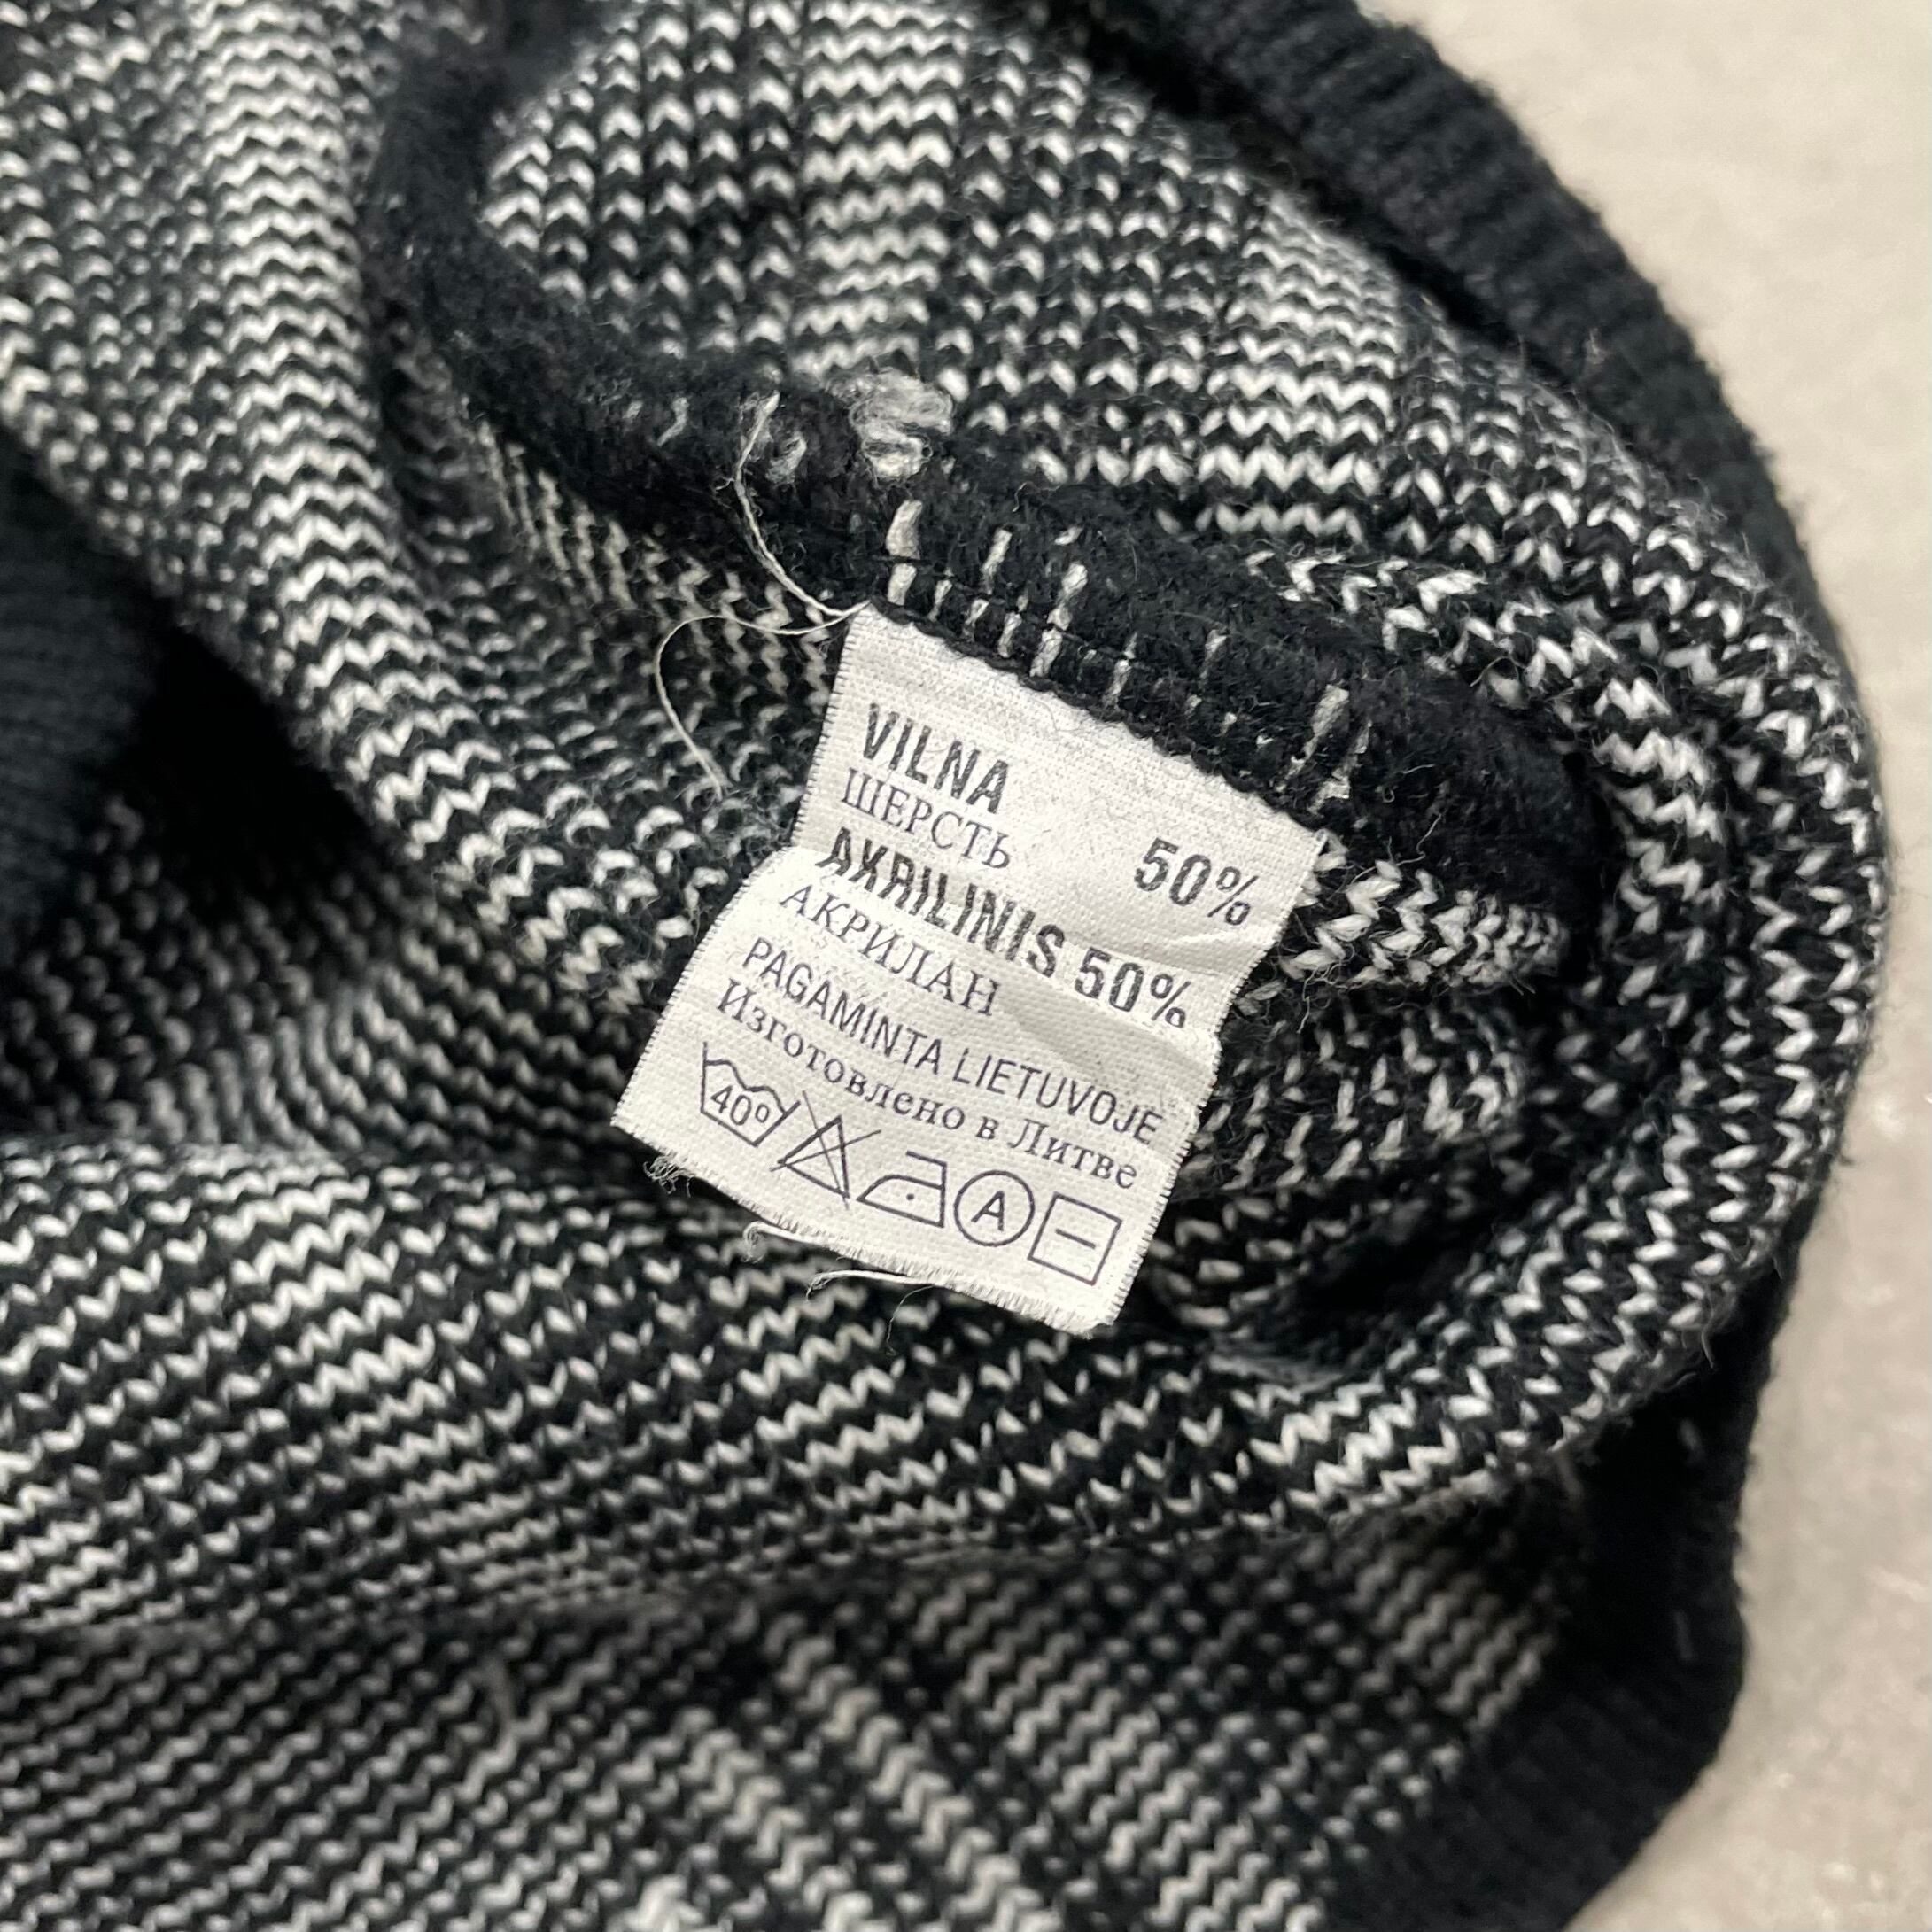 VILNA
ШЕРСТЬ 50%
AKRILINIS 50%
АКРИЛАН
PAGAMINTA LIETUVOJE
Изготовлено в Литве
40° A